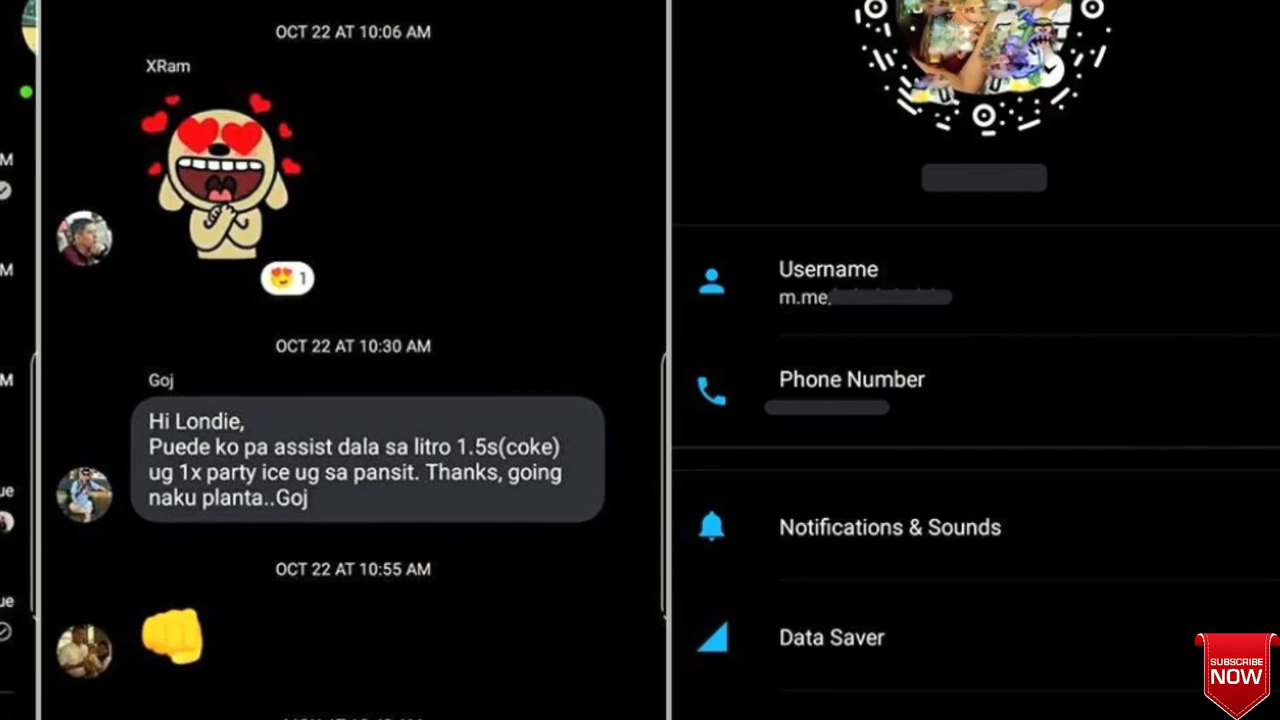 OCT 22 AT 10:06 AM
XRam
1
OCT 22 AT 10:30 AM
Goj
Hi Londie,
Puede ko pa assist dala sa litro 1.5s(coke)
ug 1x party ice ug sa pansit. Thanks, going
naku planta..Goj
OCT 22 AT 10:55 AM
M
M
M
ue
ue
Username
m.me/
Phone Number
Notifications & Sounds
Data Saver
SUBSCRIBE
NOW